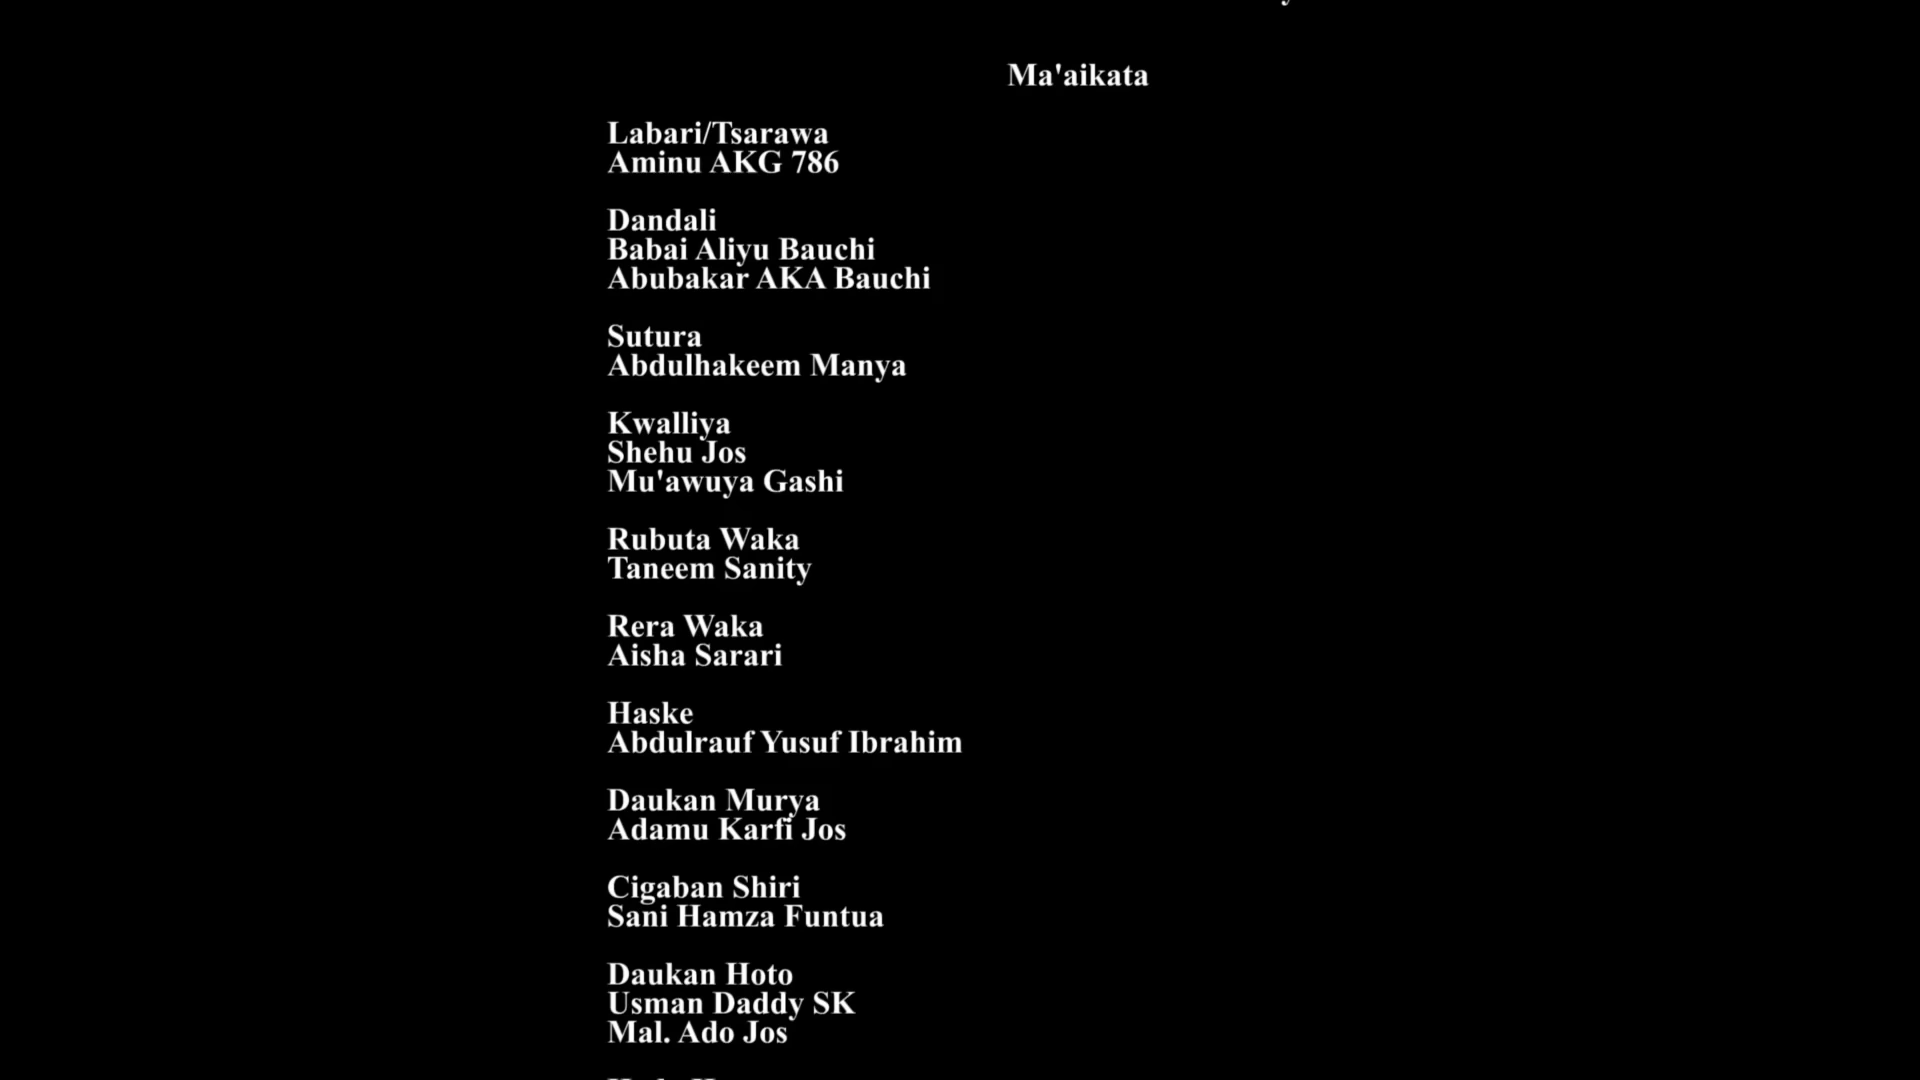 Ma'aikata
Labari/Tsarawa
Aminu AKG 786
Dandali
Babai Aliyu Bauchi
Abubakar AKA Bauchi
Sutura
Abdulhakeem Manya
Kwalliya
Shehu Jos
Mu'awuya Gashi
Rubuta Waka
Taneem Sanity
Rera Waka
Aisha Sarari
Haske
Abdulrauf Yusuf Ibrahim
Daukan Murya
Adamu Karfi Jos
Cigaban Shiri
Sani Hamza Funtua
Daukan Hoto
Usman Daddy SK
Mal. Ado Jos